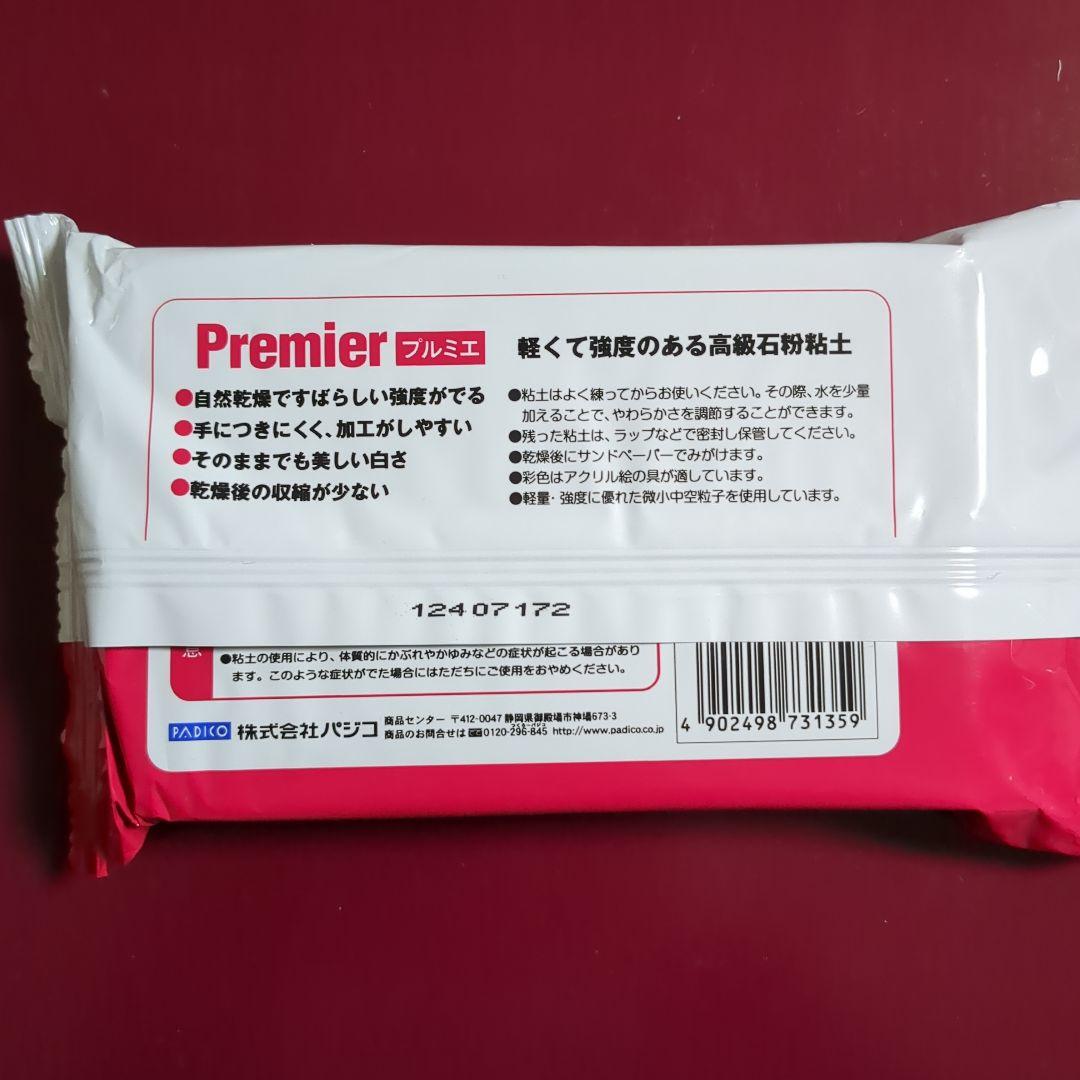 Premier プルミエ
軽くて強度のある高級石粉粘土
●自然乾燥ですばらしい強度がでる
●手につきにくく、加工がしやすい
●そのままでも美しい白さ
●乾燥後の収縮が少ない
●粘土はよく練ってからお使いください。その際、水を少量
加えることで、やわらかさを調節することができます。
●残った粘土は、ラップなどで密封し保管してください。
●乾燥後にサンドペーパーでみがけます。
●彩色はアクリル絵の具が適しています。
●軽量・強度に優れた微小中空粒子を使用しています。
12407172
●粘土の使用により、体質的にかぶれやかゆみなどの症状が起こる場合があり
ます。このような症状がでた場合にはただちにご使用をおやめください。
PADICO 株式会社パジコ
商品センター 〒412-0047 静岡県御殿場市神場673-3
つくるーパジコ
商品のお問合せは 0120-296-845 http://www.padico.co.jp
4 902498 731359